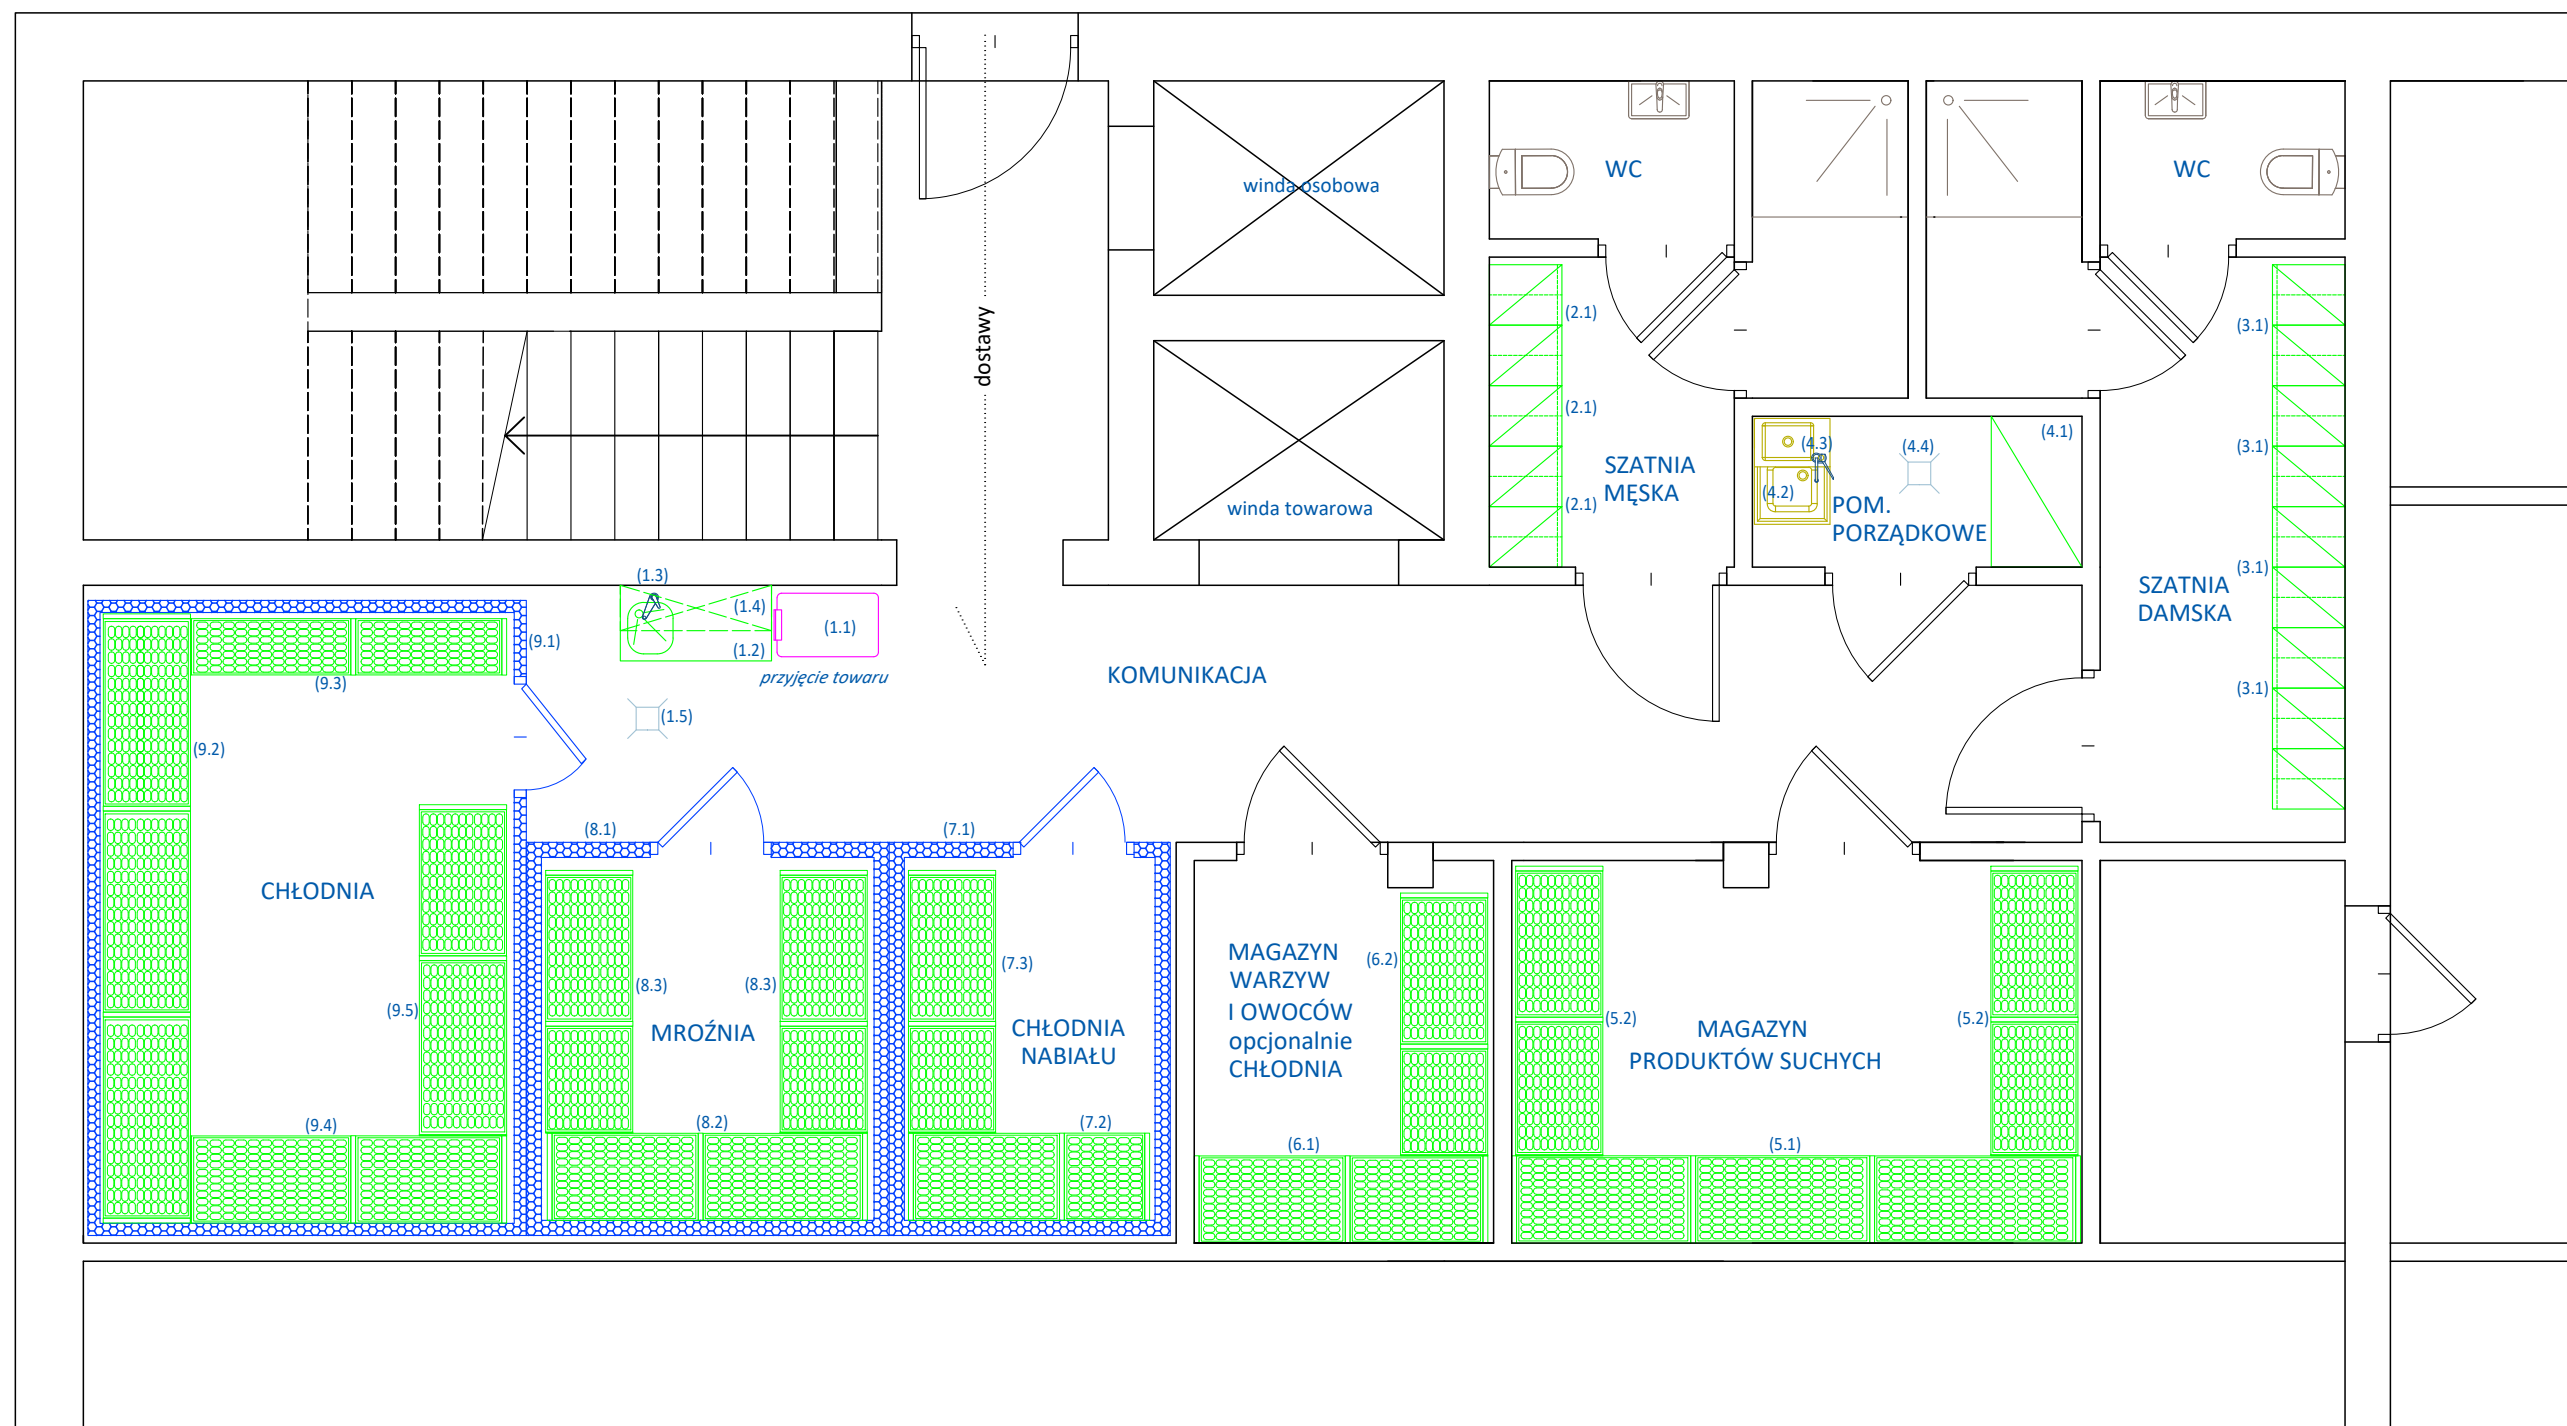 WC
WC
winda osobowa
dostawy
(2.1)
(3.1)
(2.1)
(4.3)
(4.4)
(4.1)
(3.1)
SZATNIA
MĘSKA
(4.2)
(2.1)
POM.
PORZĄDKOWE
winda towarowa
(1.3)
(1.4)
(1.1)
(1.2)
przyjęcie towaru
(1.5)
KOMUNIKACJA
(3.1)
SZATNIA
DAMSKA
(3.1)
(9.1)
(9.3)
(9.2)
CHŁODNIA
(9.5)
(9.4)
(8.1)
(8.3)
(8.3)
MROŹNIA
(8.2)
(7.1)
(7.3)
CHŁODNIA
NABIAŁU
(7.2)
MAGAZYN
WARZYW
I OWOCÓW
opcjonalnie
CHŁODNIA
(6.2)
(6.1)
(5.2)
(5.2)
MAGAZYN
PRODUKTÓW SUCHYCH
(5.1)